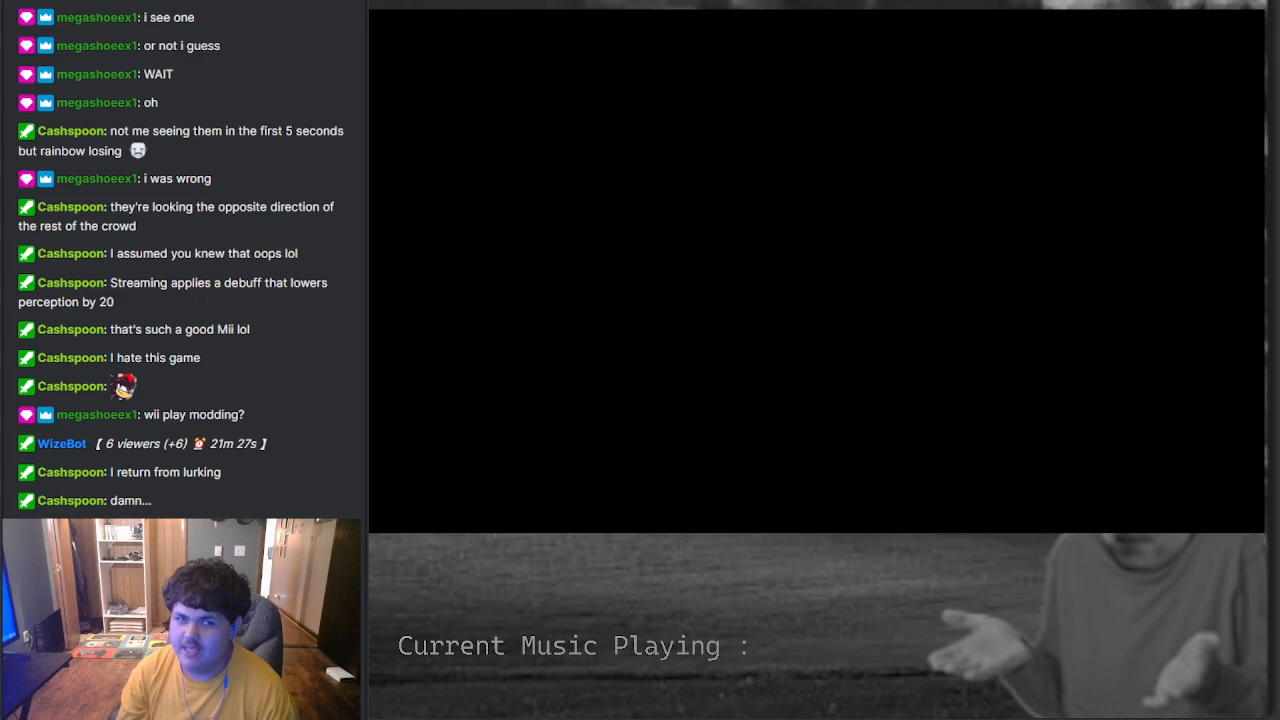 megashoeex1: i see one
megashoeex1: or not i guess
megashoeex1: WAIT
megashoeex1: oh
Cashspoon: not me seeing them in the first 5 seconds
but rainbow losing
megashoeex1: i was wrong
Cashspoon: they're looking the opposite direction of
the rest of the crowd
Cashspoon: I assumed you knew that oops lol
Cashspoon: Streaming applies a debuff that lowers
perception by 20
Cashspoon: that's such a good Mii lol
Cashspoon: I hate this game
Cashspoon:
megashoeex1: wii play modding?
WizeBot 【 6 viewers (+6) ⏰ 21m 27s 】
Cashspoon: I return from lurking
Cashspoon: damn...
Current Music Playing :